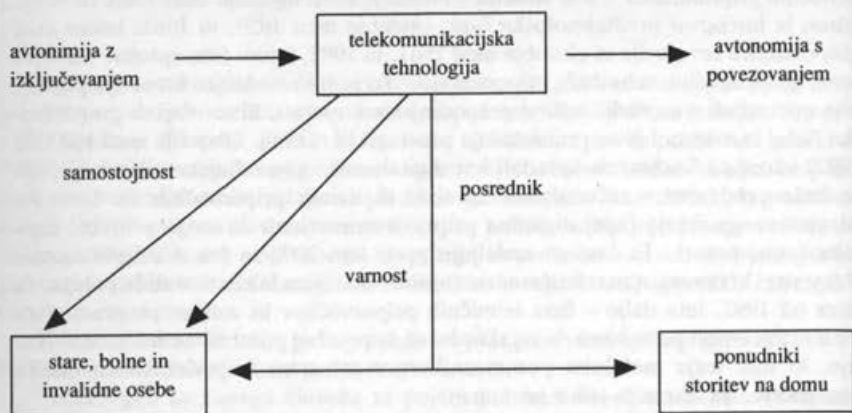 avtonimija z
izključevanjem
telekomunikacijska
tehnologija
avtonomija s
povezovanjem
samostojnost
posrednik
varnost
stare, bolne in
invalidne osebe
ponudniki
storitev na domu